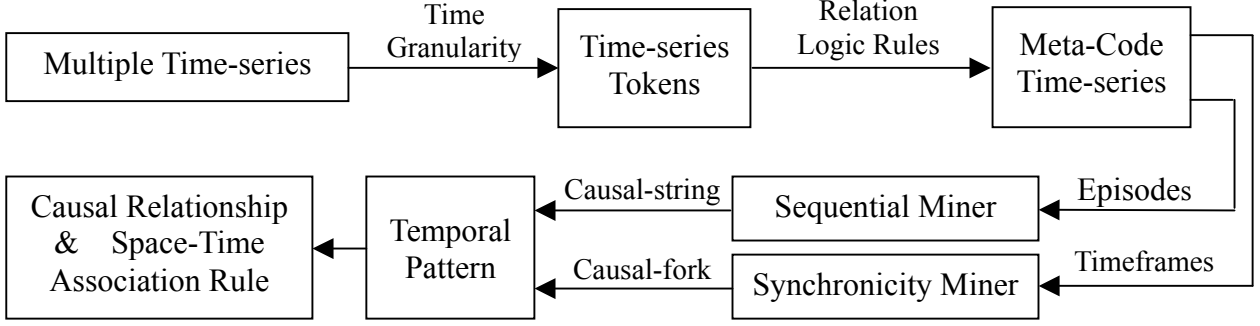 Multiple Time-series
Time
Granularity
Time-series
Tokens
Relation
Logic Rules
Meta-Code
Time-series
Episodes
Timeframes
Sequential Miner
Synchronicity Miner
Causal-string
Causal-fork
Temporal
Pattern
Causal Relationship
& Space-Time
Association Rule